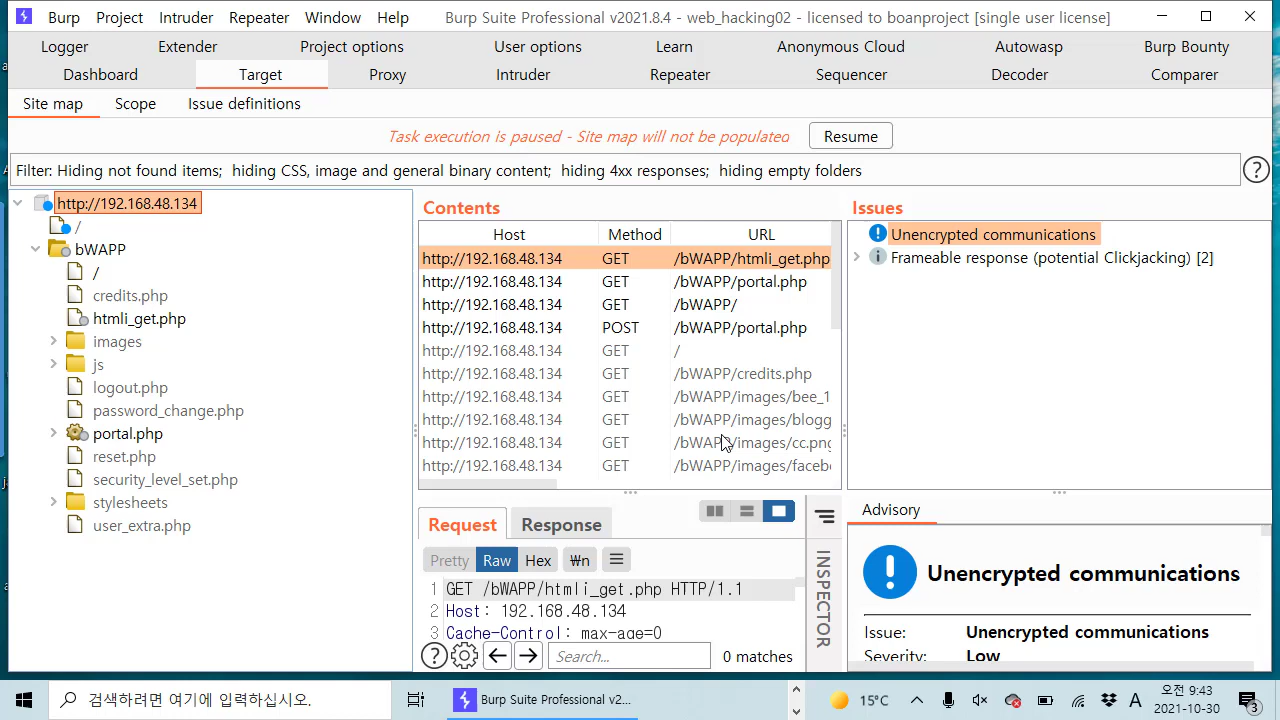 Burp Project Intruder Repeater Window Help Burp Suite Professional v2021.8.4 - web_hacking02 - licensed to boanproject [single user license]
Logger Extender Project options User options Learn Anonymous Cloud Autowasp Burp Bounty
Dashboard Target Proxy Intruder Repeater Sequencer Decoder Comparer
Site map Scope Issue definitions
Task execution is paused - Site map will not be populated Resume
Filter: Hiding not found items; hiding CSS, image and general binary content; hiding 4xx responses; hiding empty folders ?
http://192.168.48.134
/
bWAPP
/
credits.php
htmli_get.php
images
js
logout.php
password_change.php
portal.php
reset.php
security_level_set.php
stylesheets
user_extra.php
Contents
Host Method URL
http://192.168.48.134 GET /bWAPP/htmli_get.php
http://192.168.48.134 GET /bWAPP/portal.php
http://192.168.48.134 GET /bWAPP/
http://192.168.48.134 POST /bWAPP/portal.php
http://192.168.48.134 GET /
http://192.168.48.134 GET /bWAPP/credits.php
http://192.168.48.134 GET /bWAPP/images/bee_1
http://192.168.48.134 GET /bWAPP/images/blogg
http://192.168.48.134 GET /bWAPP/images/cc.png
http://192.168.48.134 GET /bWAPP/images/facebo
Request Response
Pretty Raw Hex ₩n
1 GET /bWAPP/htmli_get.php HTTP/1.1
2 Host: 192.168.48.134
3 Cache-Control: max-age=0
? Search... 0 matches
INSPECTOR
Issues
! Unencrypted communications
i Frameable response (potential Clickjacking) [2]
Advisory
! Unencrypted communications
Issue: Unencrypted communications
Severity: Low
검색하려면 여기에 입력하십시오.
Burp Suite Professional v2...
15°C
A
오전 9:43
2021-10-30
3